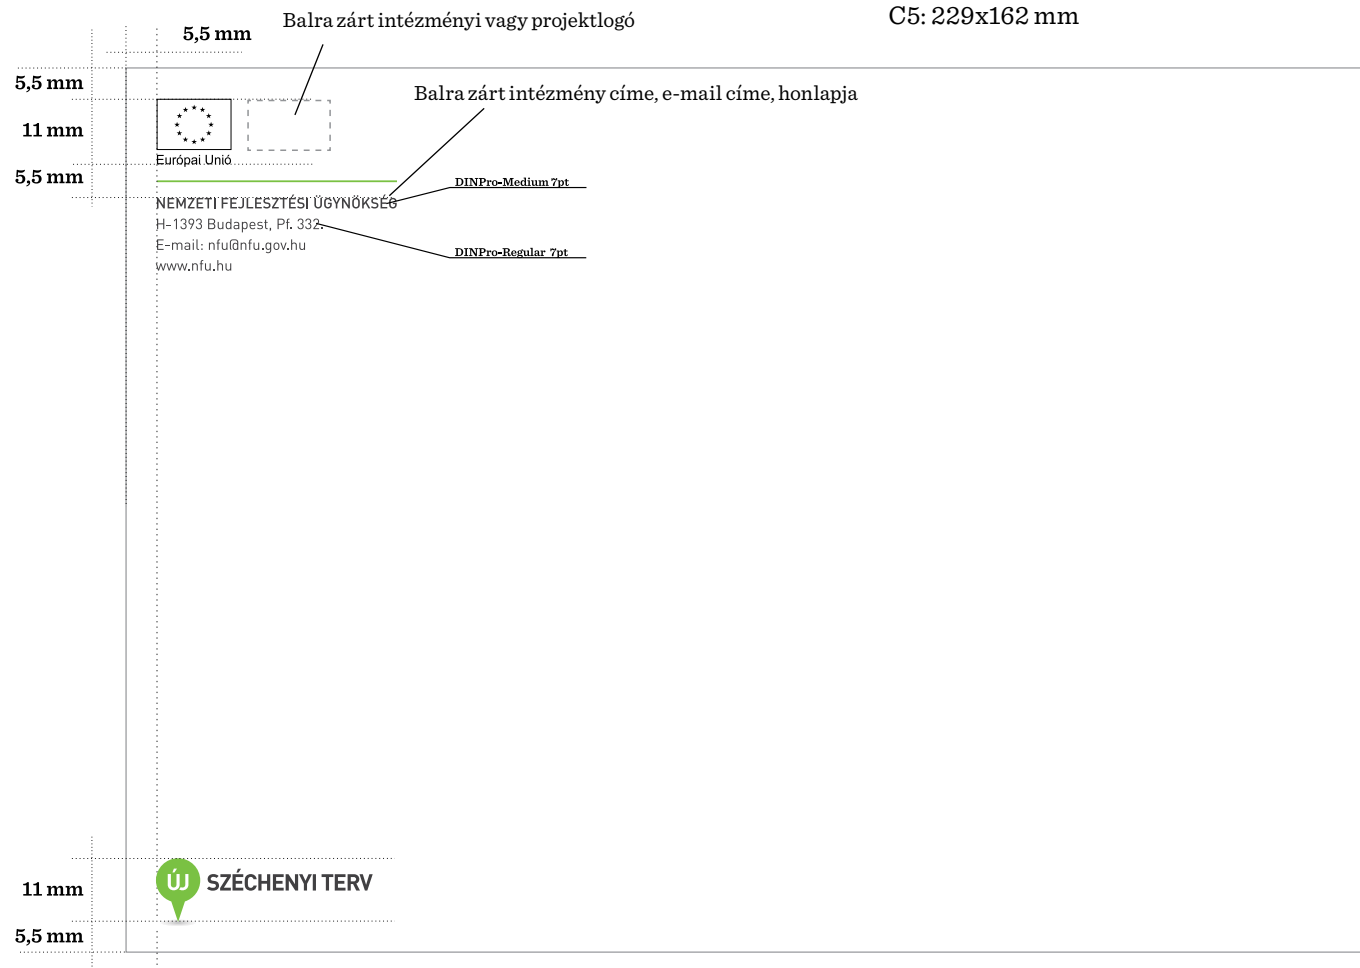 Balra zárt intézményi vagy projektlogó
C5: 229x162 mm
5,5 mm
5,5 mm
Balra zárt intézmény címe, e-mail címe, honlapja
11 mm
Európai Unió
5,5 mm
DINPro-Medium 7pt
NEMZETI FEJLESZTÉSI ÜGYNÖKSÉG
H-1393 Budapest, Pf. 332.
E-mail: nfu@nfu.gov.hu
DINPro-Regular 7pt
www.nfu.hu
ÚJ SZÉCHENYI TERV
11 mm
5,5 mm